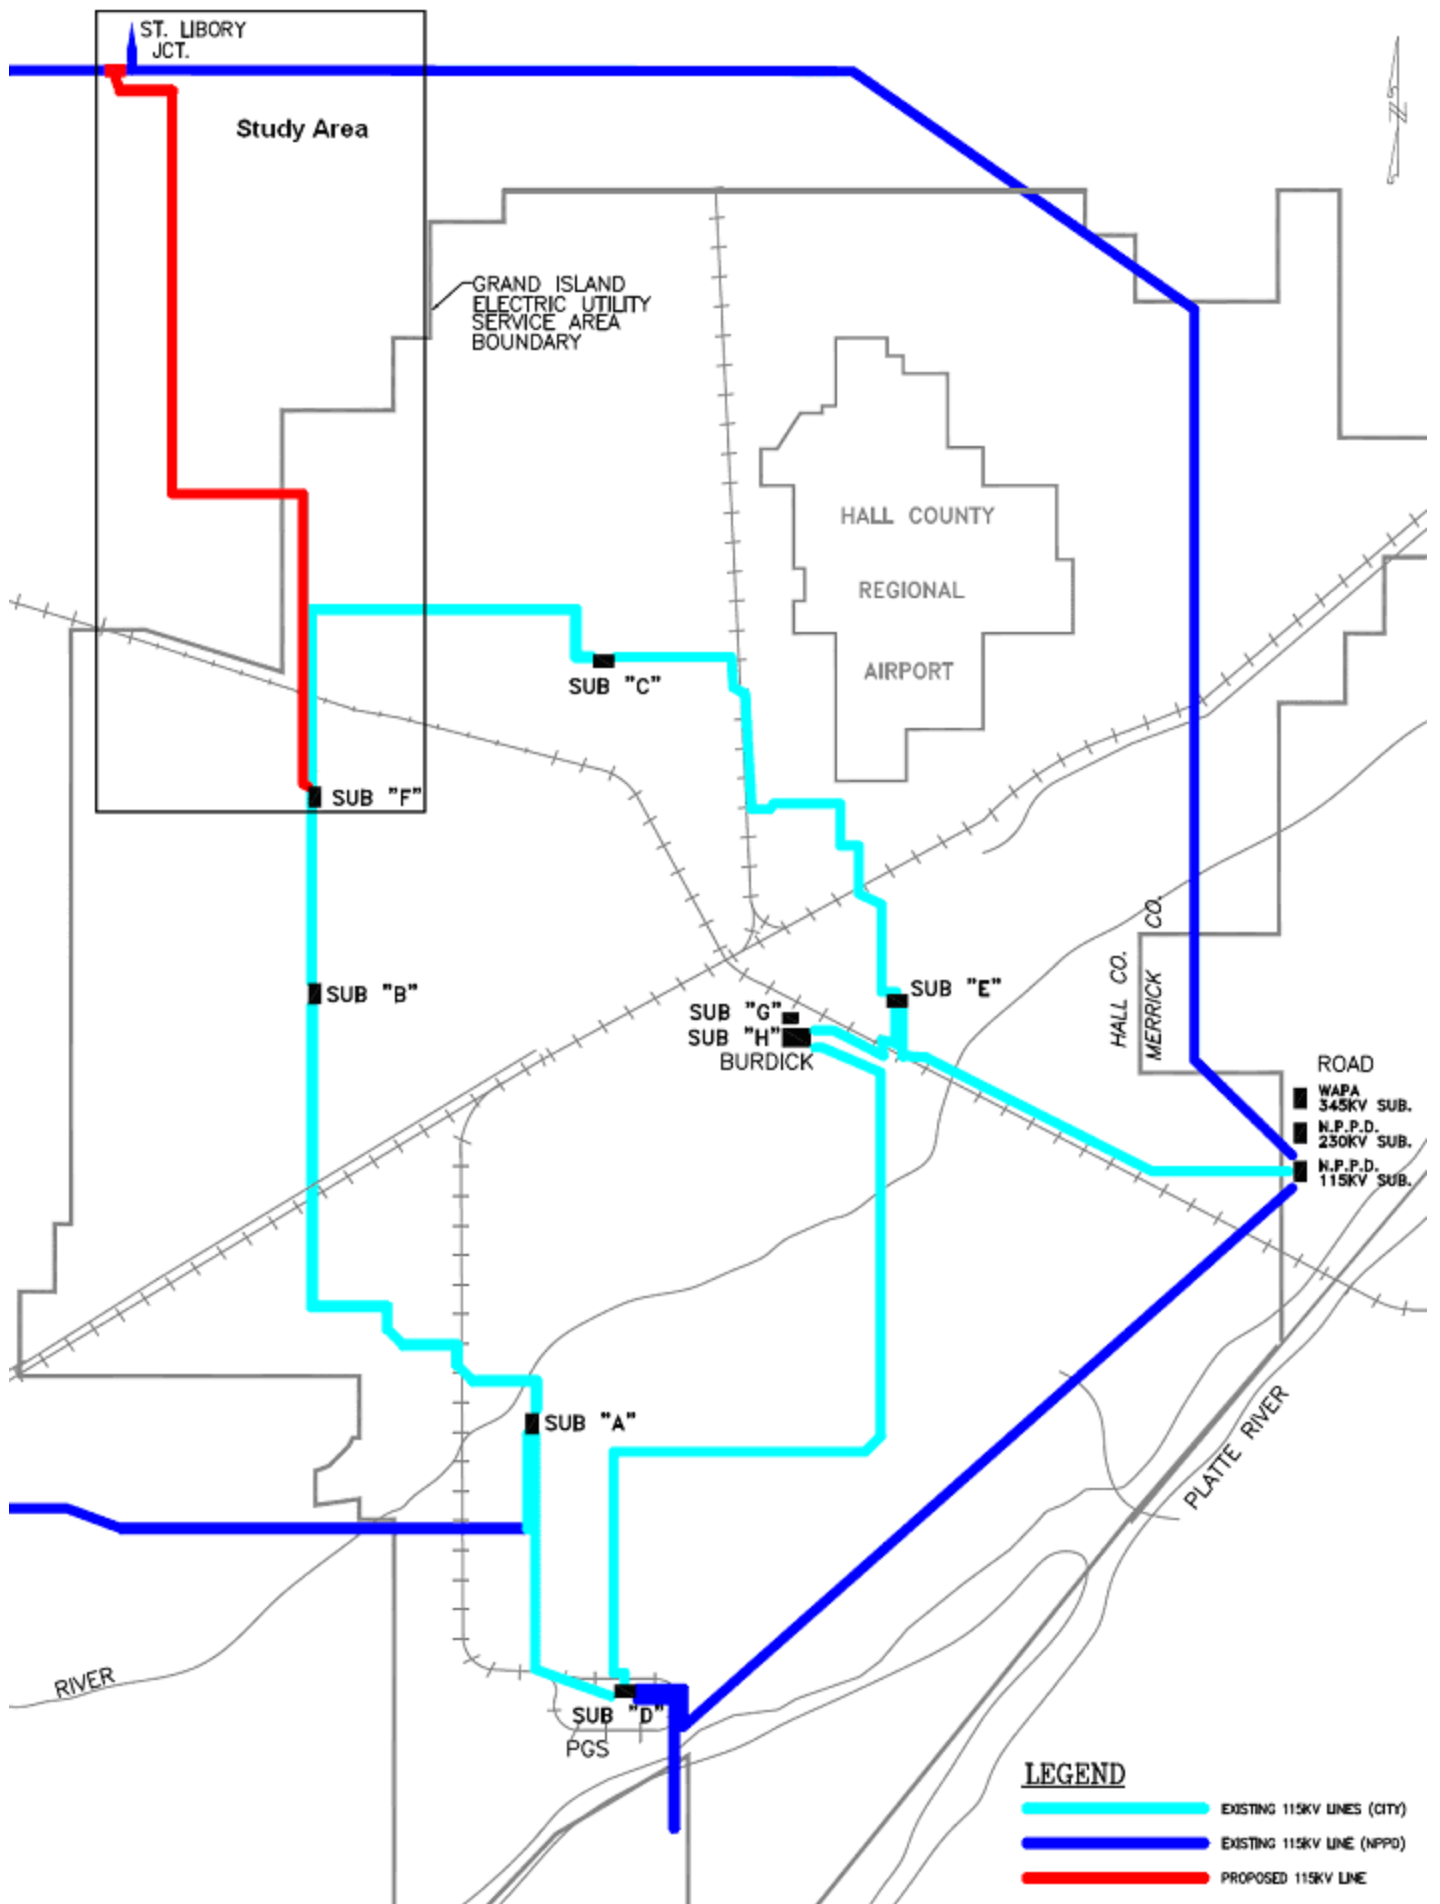 ST. LIBORY
JCT.
Study Area
GRAND ISLAND
ELECTRIC UTILITY
SERVICE AREA
BOUNDARY
N
HALL COUNTY
REGIONAL
AIRPORT
SUB "C"
SUB "F"
SUB "B"
SUB "E"
SUB "G"
SUB "H"
BURDICK
HALL CO.
MERRICK CO.
ROAD
WAPA
345KV SUB.
N.P.P.D.
230KV SUB.
N.P.P.D.
115KV SUB.
SUB "A"
PLATTE RIVER
RIVER
SUB "D"
PGS
LEGEND
EXISTING 115KV LINES (CITY)
EXISTING 115KV LINE (NPPD)
PROPOSED 115KV LINE